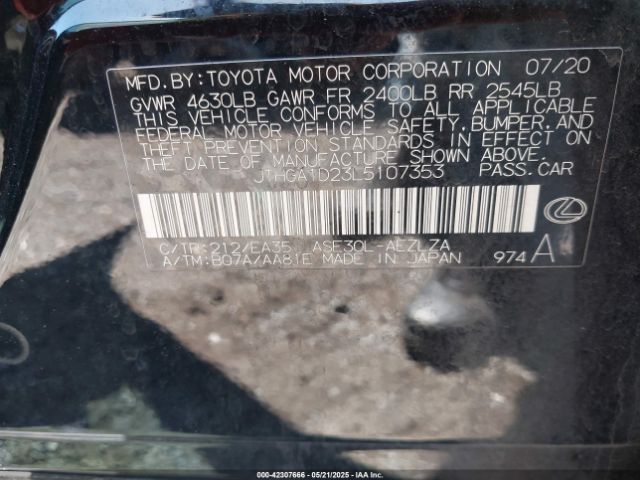 MFD.BY:TOYOTA MOTOR CORPORATION 07/20
GVWR 4630LB GAWR FR 2400LB RR 2545LB
THIS VEHICLE CONFORMS TO ALL APPLICABLE
FEDERAL MOTOR VEHICLE SAFETY, BUMPER, AND
THEFT PREVENTION STANDARDS IN EFFECT ON
THE DATE OF MANUFACTURE SHOWN ABOVE.
JTHGA1D23L5107353 PASS.CAR
C/TR:212/EA35 ASE30L-AEZLZA
A/TM:B07A/AA81E MADE IN JAPAN 974 A
000-42307666 - 05/21/2025 - www.iaai.com